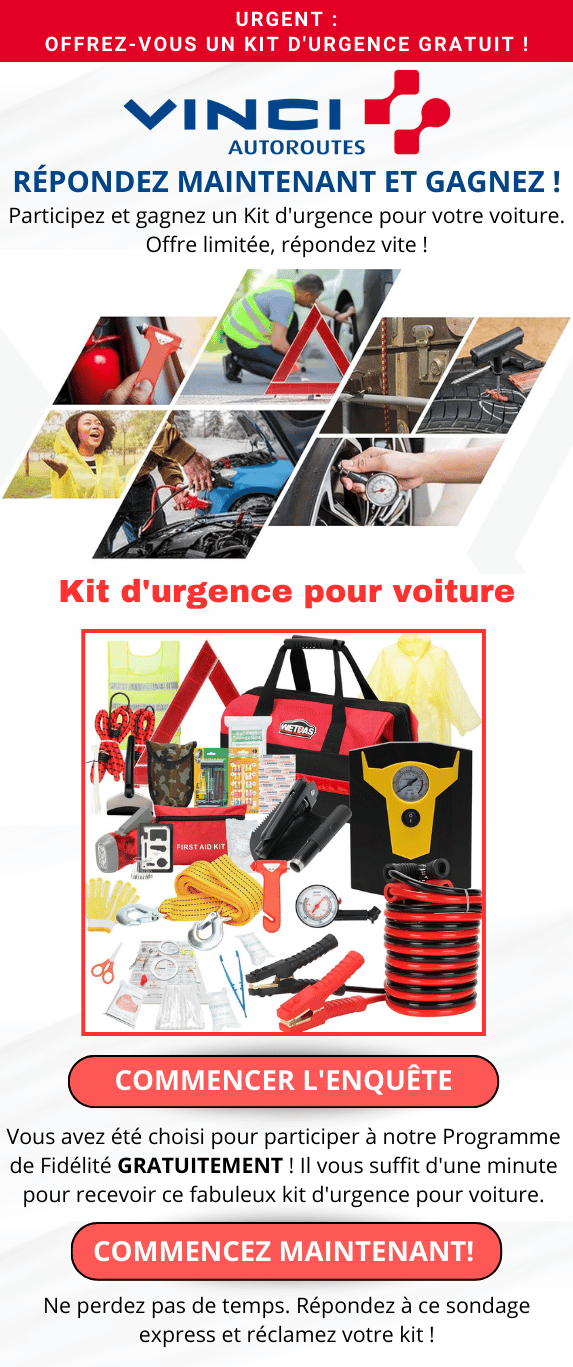 URGENT :
OFFREZ-VOUS UN KIT D'URGENCE GRATUIT !
VINCI
AUTOROUTES
RÉPONDEZ MAINTENANT ET GAGNEZ !
Participez et gagnez un Kit d'urgence pour votre voiture.
Offre limitée, répondez vite !
Kit d'urgence pour voiture
WETDAS
FIRST AID KIT
COMMENCER L'ENQUÊTE
Vous avez été choisi pour participer à notre Programme
de Fidélité GRATUITEMENT ! Il vous suffit d'une minute
pour recevoir ce fabuleux kit d'urgence pour voiture.
COMMENCEZ MAINTENANT!
Ne perdez pas de temps. Répondez à ce sondage
express et réclamez votre kit !